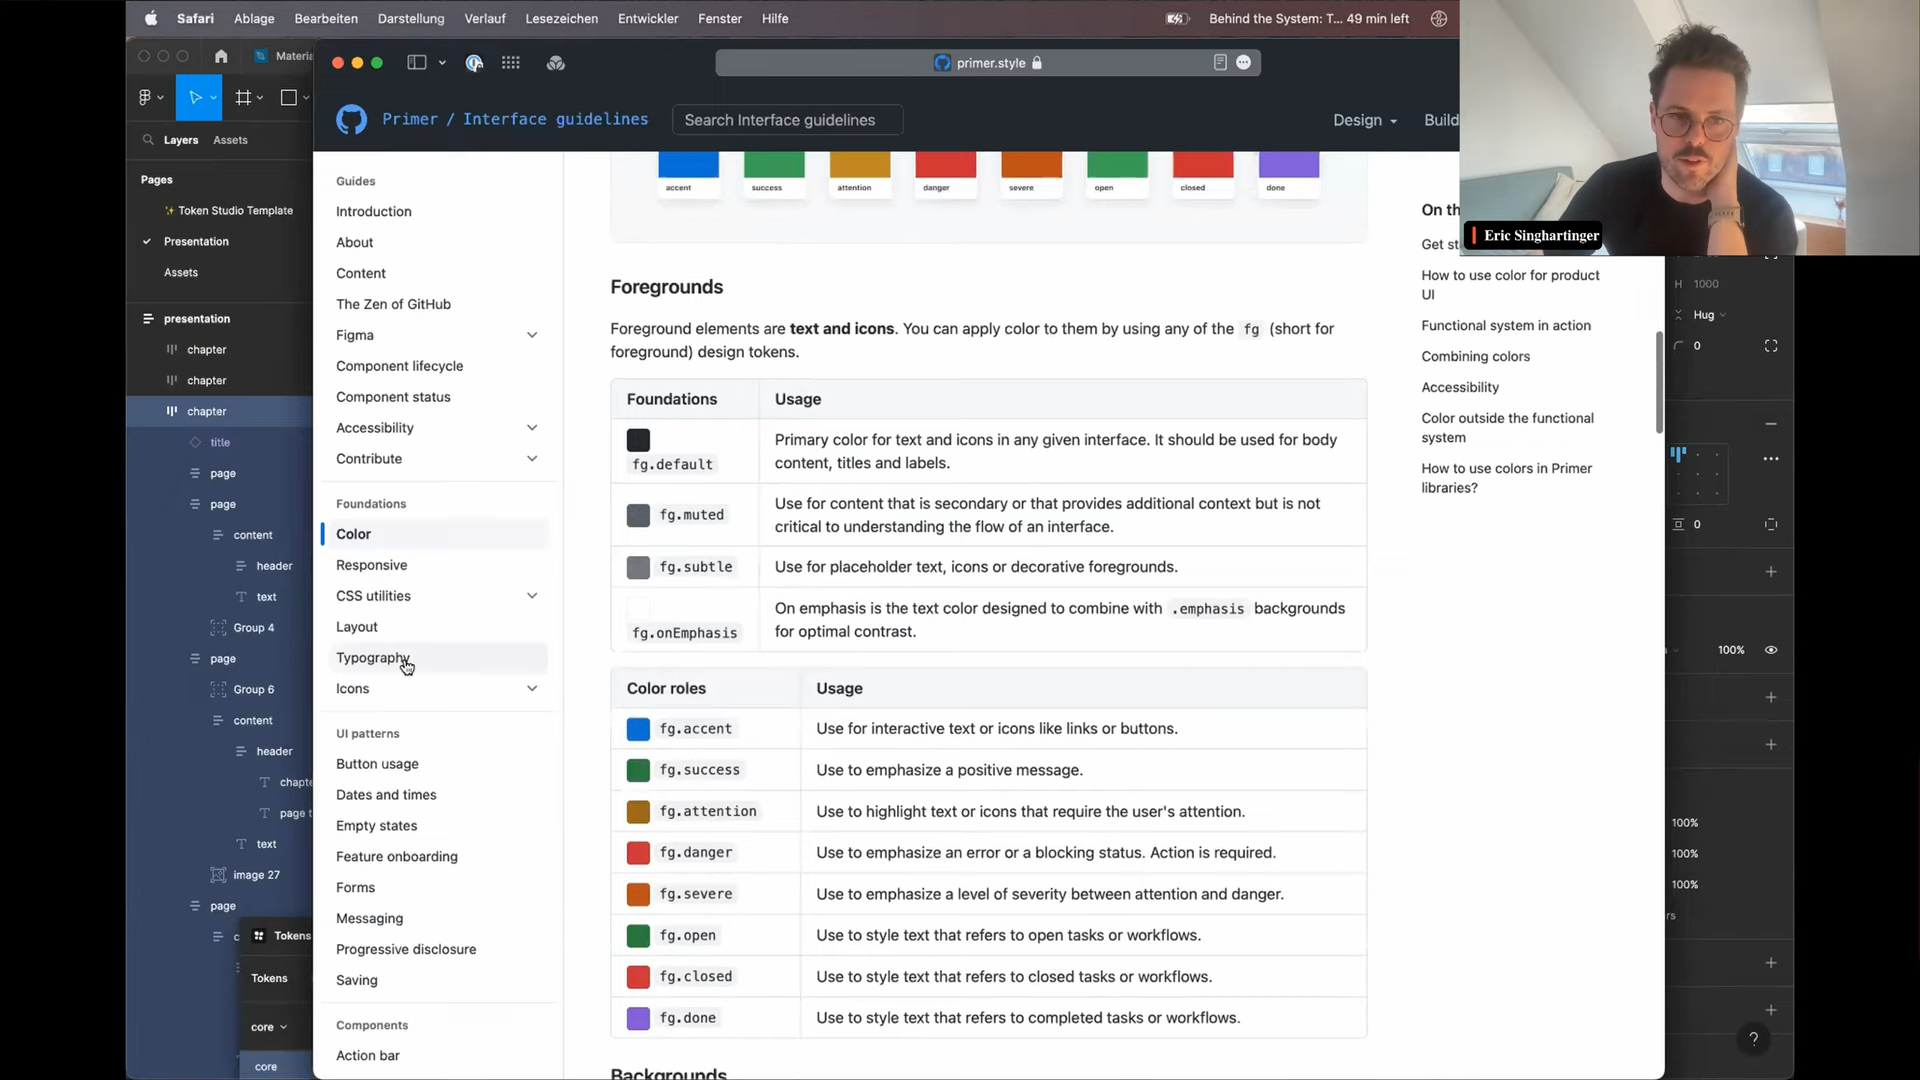 Safari Ablage Bearbeiten Darstellung Verlauf Lesezeichen Entwickler Fenster Hilfe
Behind the System: T... 49 min left
Materia
primer.style
Primer / Interface guidelines
Search Interface guidelines
Design
Build
Layers Assets
Pages
✨ Token Studio Template
Presentation
Assets
presentation
chapter
chapter
chapter
title
page
page
content
header
text
Group 4
page
Group 6
content
header
chapte
page t
text
image 27
page
c
Tokens
Tokens
core
core
Guides
Introduction
About
Content
The Zen of GitHub
Figma
Component lifecycle
Component status
Accessibility
Contribute
Foundations
Color
Responsive
CSS utilities
Layout
Typography
Icons
UI patterns
Button usage
Dates and times
Empty states
Feature onboarding
Forms
Messaging
Progressive disclosure
Saving
Components
Action bar
accent success attention danger severe open closed done
Foregrounds
Foreground elements are text and icons. You can apply color to them by using any of the fg (short for
foreground) design tokens.
Foundations Usage
fg.default
Primary color for text and icons in any given interface. It should be used for body
content, titles and labels.
fg.muted
Use for content that is secondary or that provides additional context but is not
critical to understanding the flow of an interface.
fg.subtle Use for placeholder text, icons or decorative foregrounds.
fg.onEmphasis
On emphasis is the text color designed to combine with .emphasis backgrounds
for optimal contrast.
Color roles Usage
fg.accent Use for interactive text or icons like links or buttons.
fg.success Use to emphasize a positive message.
fg.attention Use to highlight text or icons that require the user's attention.
fg.danger Use to emphasize an error or a blocking status. Action is required.
fg.severe Use to emphasize a level of severity between attention and danger.
fg.open Use to style text that refers to open tasks or workflows.
fg.closed Use to style text that refers to closed tasks or workflows.
fg.done Use to style text that refers to completed tasks or workflows.
Backgrounds
On th
Get st
How to use color for product
UI
Functional system in action
Combining colors
Accessibility
Color outside the functional
system
How to use colors in Primer
libraries?
Eric Singhartinger
H 1000
Hug
0
0
100%
100%
100%
100%
rs
?